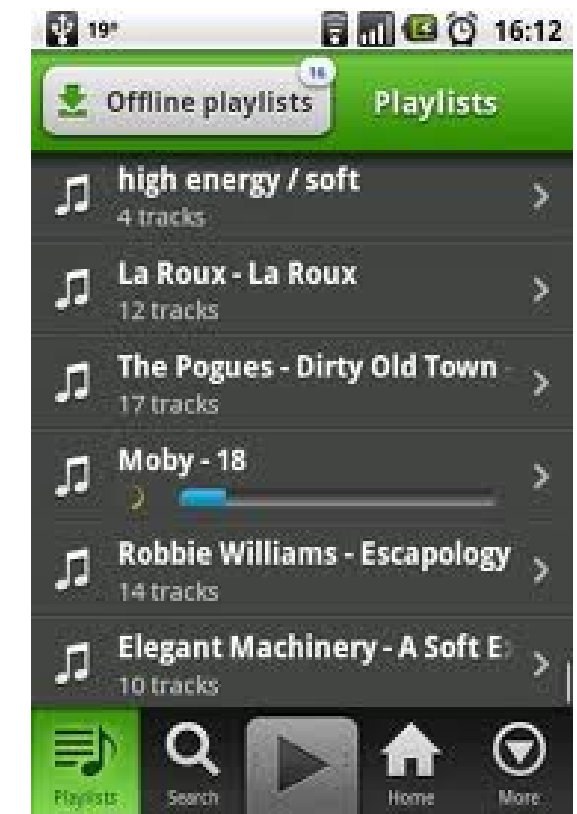 19° 16:12
16
Offline playlists Playlists
high energy / soft
4 tracks
La Roux - La Roux
12 tracks
The Pogues - Dirty Old Town -
17 tracks
Moby - 18
Robbie Williams - Escapology
14 tracks
Elegant Machinery - A Soft E
10 tracks
Playlists Search Home More